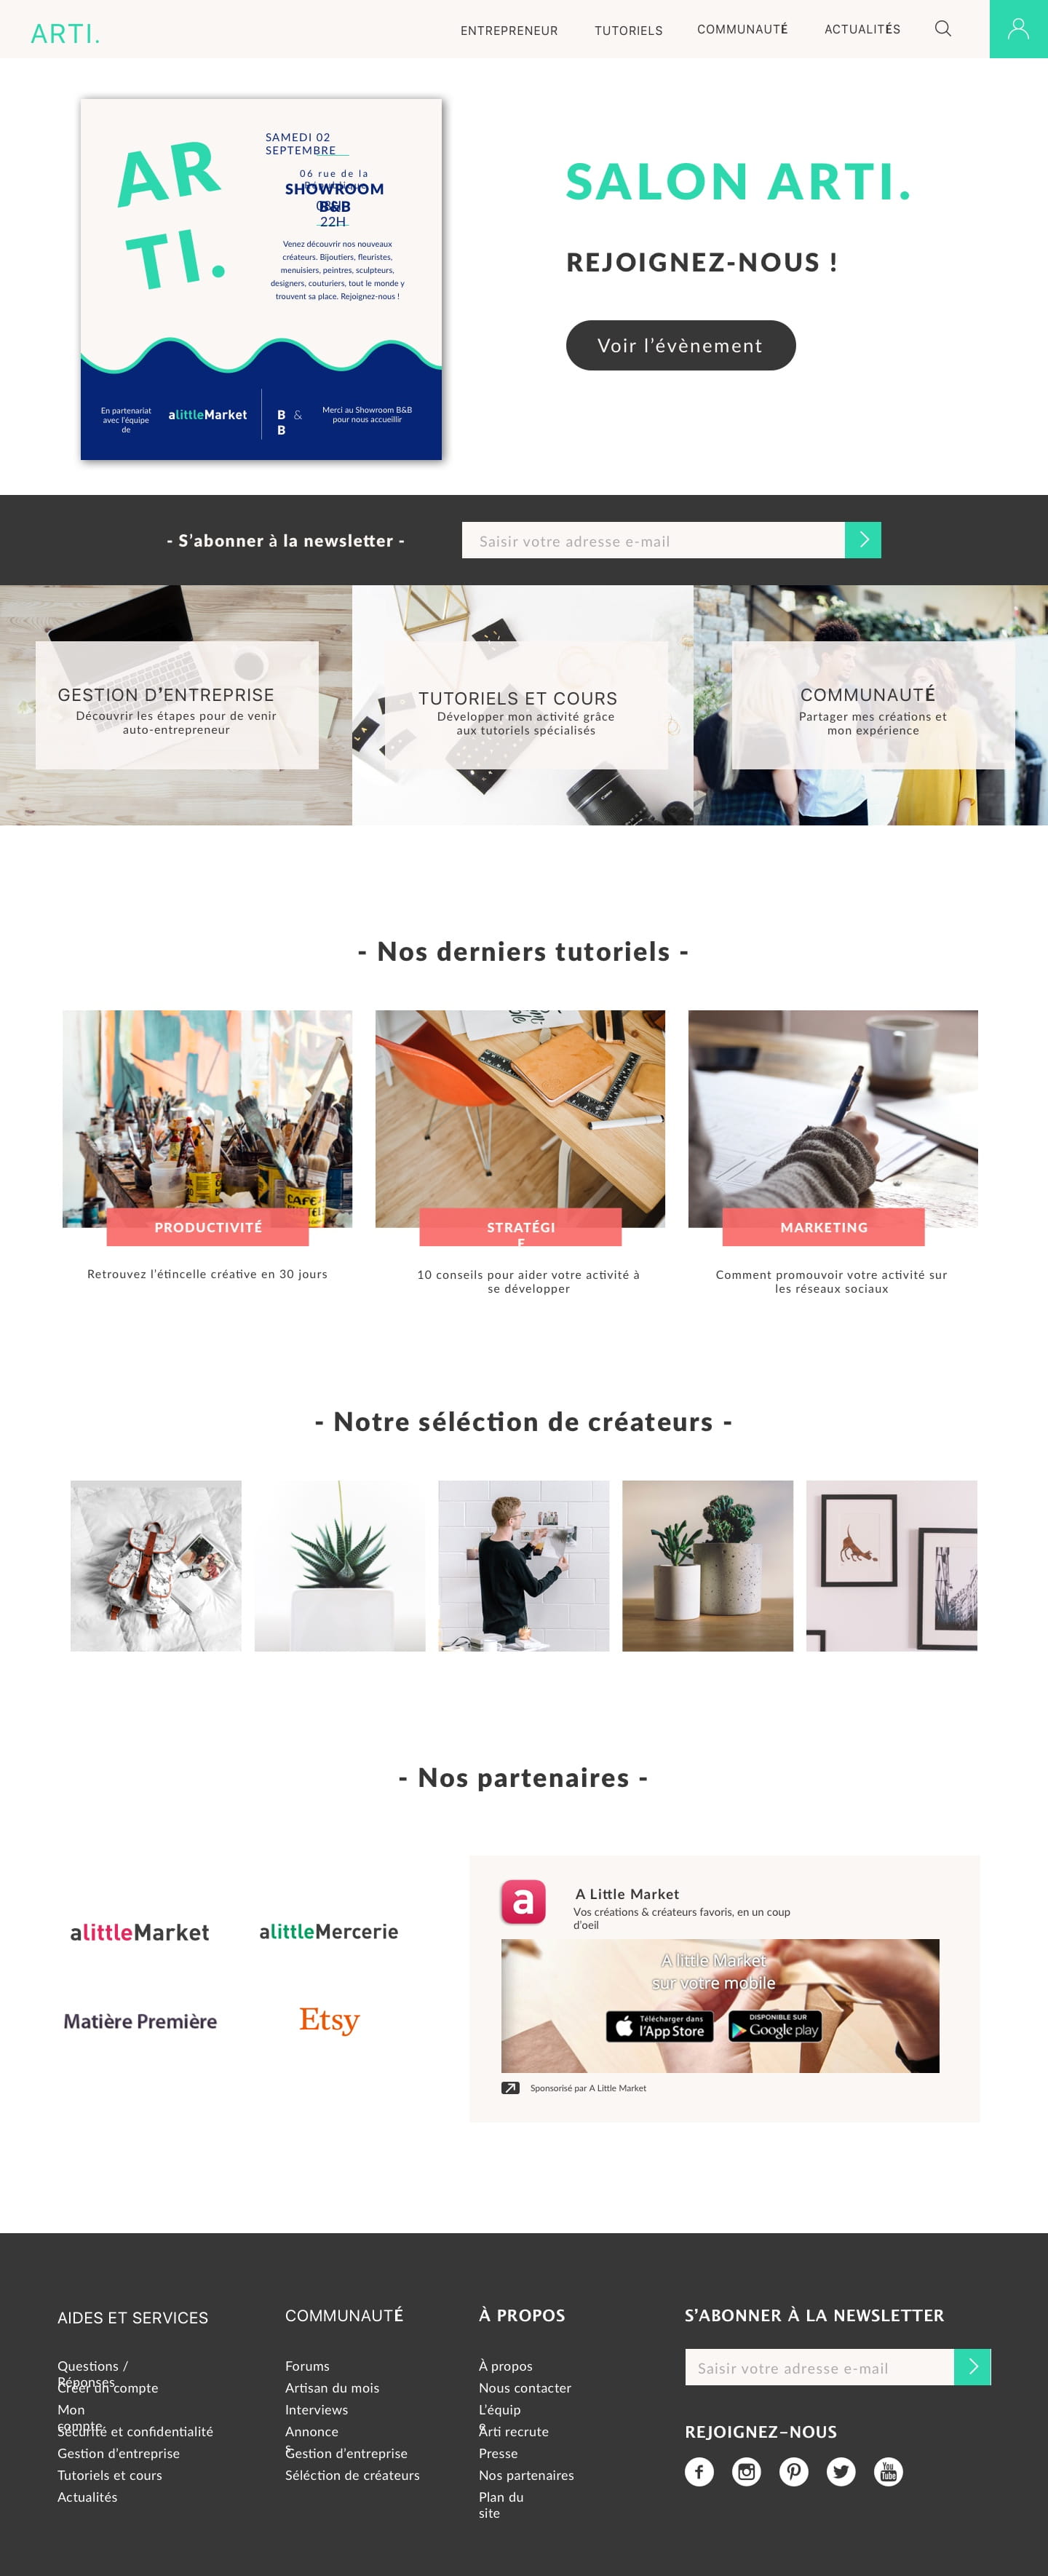 ARTI.
ENTREPRENEUR
TUTORIELS
COMMUNAUTÉ
ACTUALITÉS
AR
TI.
SAMEDI 02
SEPTEMBRE
06 rue de la
SHOWROOM
B&B
22H
Venez découvrir nos nouveaux
créateurs. Bijoutiers, fleuristes,
menuisiers, peintres, sculpteurs,
designers, couturiers, tout le monde y
trouvent sa place. Rejoignez-nous !
En partenariat
avec l'équipe
de
alittleMarket
B &
B
Merci au Showroom B&B
pour nous accueillir
SALON ARTI.
REJOIGNEZ-NOUS !
Voir l'évènement
- S'abonner à la newsletter -
Saisir votre adresse e-mail
GESTION D'ENTREPRISE
Découvrir les étapes pour de venir
auto-entrepreneur
TUTORIELS ET COURS
Développer mon activité grâce
aux tutoriels spécialisés
COMMUNAUTÉ
Partager mes créations et
mon expérience
- Nos derniers tutoriels -
PRODUCTIVITÉ
Retrouvez l'étincelle créative en 30 jours
STRATÉGI
E
10 conseils pour aider votre activité à
se développer
MARKETING
Comment promouvoir votre activité sur
les réseaux sociaux
- Notre séléction de créateurs -
- Nos partenaires -
alittleMarket
alittleMercerie
Matière Première
Etsy
a
A Little Market
Vos créations & créateurs favoris, en un coup
d'oeil
A little Market
sur votre mobile
Télécharger dans
l'App Store
DISPONIBLE SUR
Google play
Sponsorisé par A Little Market
AIDES ET SERVICES
Questions /
Réponses
Créer un compte
Mon
compte
Sécurité et confidentialité
Gestion d'entreprise
Tutoriels et cours
Actualités
COMMUNAUTÉ
Forums
Artisan du mois
Interviews
Annonce
s
Gestion d'entreprise
Séléction de créateurs
À PROPOS
À propos
Nous contacter
L'équip
e
Arti recrute
Presse
Nos partenaires
Plan du
site
S'ABONNER À LA NEWSLETTER
Saisir votre adresse e-mail
REJOIGNEZ-NOUS
You
Tube